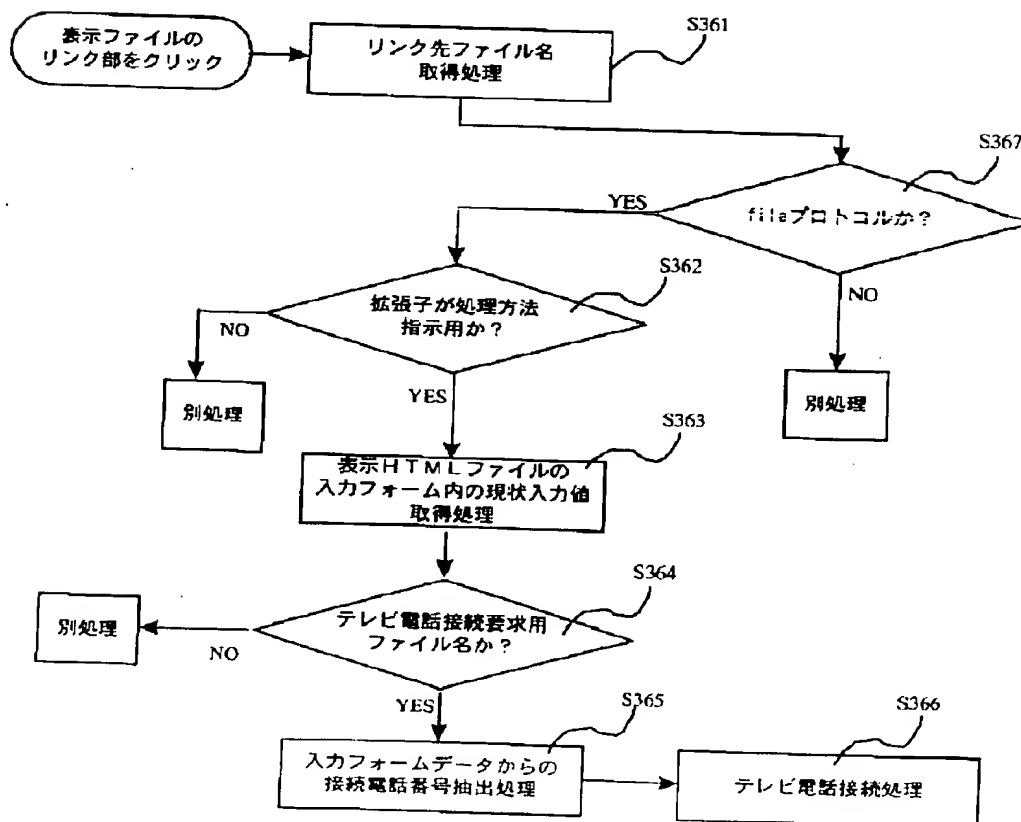 表示ファイルの
リンク部をクリック
S361
リンク先ファイル名
取得処理
S367
fileプロトコルか？
YES
NO
別処理
S362
拡張子が処理方法
指示用か？
NO
別処理
YES
S363
表示HTMLファイルの
入力フォーム内の現状入力値
取得処理
S364
テレビ電話接続要求用
ファイル名か？
NO
別処理
YES
S365
入力フォームデータからの
接続電話番号抽出処理
S366
テレビ電話接続処理